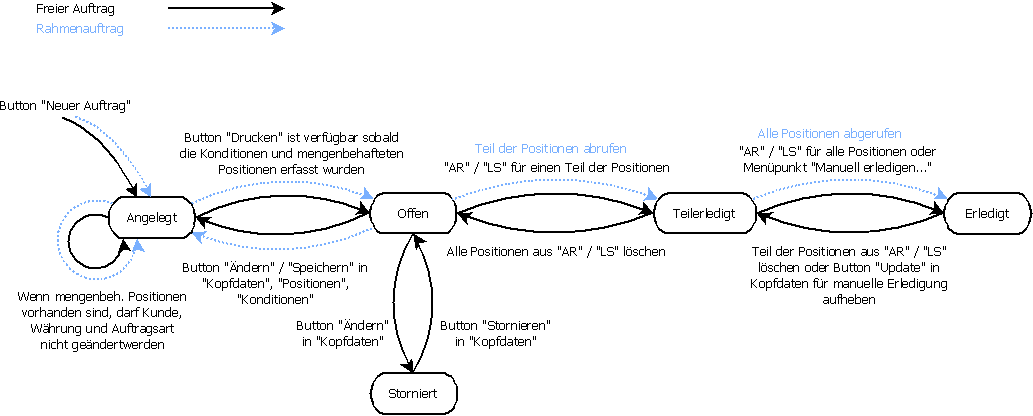 Freier Auftrag
Rahmenauftrag
Button "Neuer Auftrag"
Button "Drucken" ist verfügbar sobald
die Konditionen und mengenbehafteten
Positionen erfasst wurden
Teil der Positionen abrufen
"AR" / "LS" für einen Teil der Positionen
Alle Positionen abgerufen
"AR" / "LS" für alle Positionen oder
Menüpunkt "Manuell erledigen..."
Angelegt
Offen
Teilerledigt
Erledigt
Wenn mengenbeh. Positionen
vorhanden sind, darf Kunde,
Währung und Auftragsart
nicht geändertwerden
Button "Ändern" / "Speichern" in
"Kopfdaten", "Positionen",
"Konditionen"
Alle Positionen aus "AR" / "LS" löschen
Teil der Positionen aus "AR" / "LS"
löschen oder Button "Update" in
Kopfdaten für manuelle Erledigung
aufheben
Button "Ändern"
in "Kopfdaten"
Button "Stornieren"
in "Kopfdaten"
Storniert